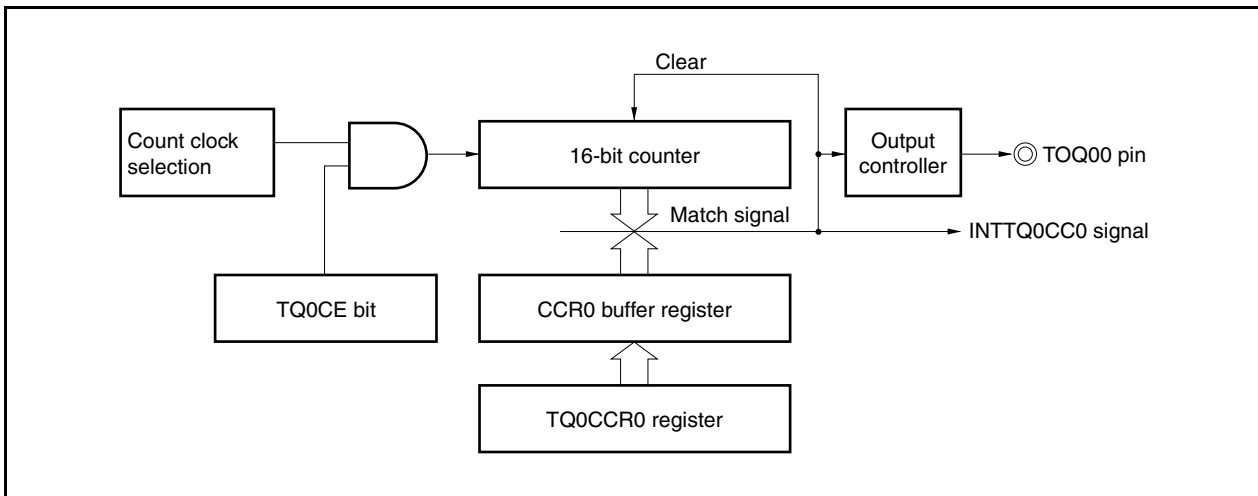 Clear
Count clock
selection
16-bit counter
Output
controller
TOQ00 pin
Match signal
INTTQ0CC0 signal
TQ0CE bit
CCR0 buffer register
TQ0CCR0 register